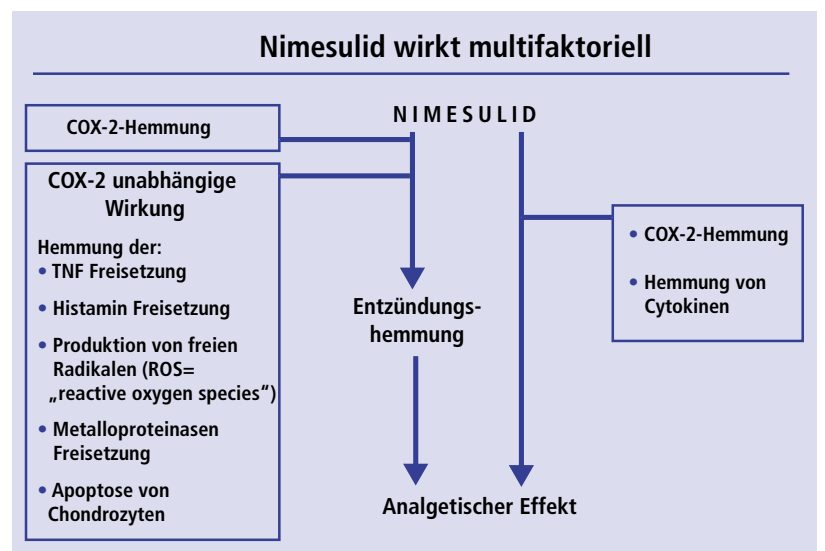 Nimesulid wirkt multifaktoriell
NIMESULID
COX-2-Hemmung
COX-2 unabhängige
Wirkung
Hemmung der:
• TNF Freisetzung
• Histamin Freisetzung
• Produktion von freien
Radikalen (ROS=
„reactive oxygen species“)
• Metalloproteinasen
Freisetzung
• Apoptose von
Chondrozyten
Entzündungs-
hemmung
Analgetischer Effekt
• COX-2-Hemmung
• Hemmung von
Cytokinen